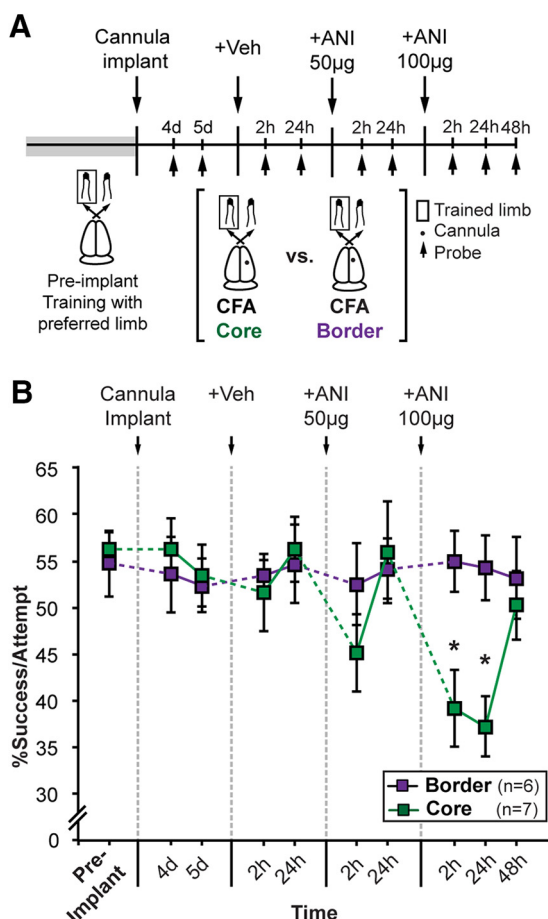 A
Cannula
implant
+Veh
+ANI
50µg
+ANI
100µg
4d 5d 2h 24h 2h 24h 2h 24h 48h
Pre-implant
Training with
preferred limb
CFA
Core
vs.
CFA
Border
Trained limb
Cannula
Probe
B
Cannula
Implant
+Veh
+ANI
50µg
+ANI
100µg
%Success/Attempt
65
60
55
50
45
40
35
30
0
* *
Border (n=6)
Core (n=7)
Pre-
Implant
4d 5d 2h 24h 2h 24h 2h 24h 48h
Time